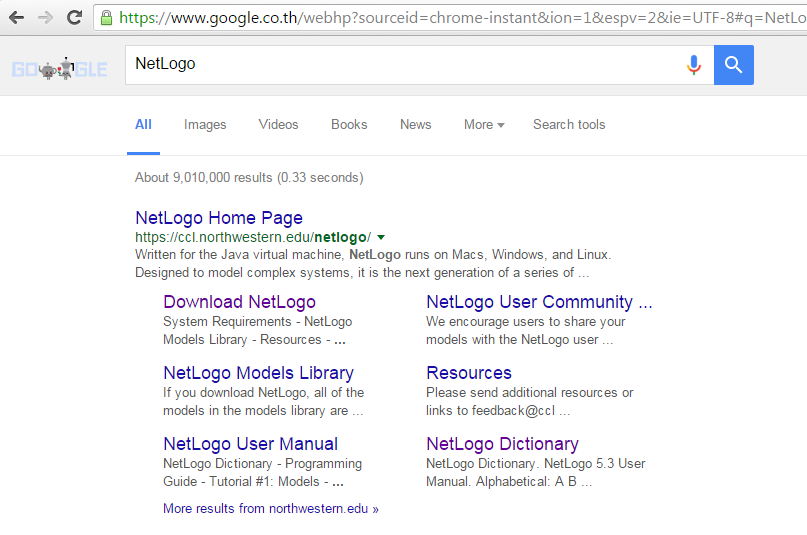 https://www.google.co.th/webhp?sourceid=chrome-instant&ion=1&espv=2&ie=UTF-8#q=NetLo
GOOGLE
NetLogo
All Images Videos Books News More Search tools
About 9,010,000 results (0.33 seconds)
NetLogo Home Page
https://ccl.northwestern.edu/netlogo/
Written for the Java virtual machine, NetLogo runs on Macs, Windows, and Linux.
Designed to model complex systems, it is the next generation of a series of ...
Download NetLogo
System Requirements - NetLogo
Models Library - Resources - ...
NetLogo User Community ...
We encourage users to share your
models with the NetLogo user ...
NetLogo Models Library
If you download NetLogo, all of the
models in the models library are ...
Resources
Please send additional resources or
links to feedback@ccl ...
NetLogo User Manual
NetLogo Dictionary - Programming
Guide - Tutorial #1: Models - ...
NetLogo Dictionary
NetLogo Dictionary. NetLogo 5.3 User
Manual. Alphabetical: A B ...
More results from northwestern.edu »